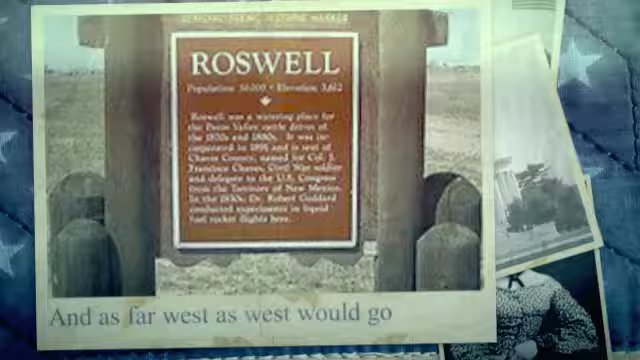 ROSWELL
Population: 50,000 • Elevation: 3,612
Roswell was a watering place for
the Pecos Valley cattle drives of
the 1870s and 1880s. It was in-
corporated in 1891 and is seat of
Chaves County, named for Col. J.
Francisco Chaves, Civil War soldier
and delegate to the U.S. Congress
from the Territory of New Mexico.
In the 1930s, Dr. Robert Goddard
conducted experiments in liquid
fuel rocket flights here.
And as far west as west would go